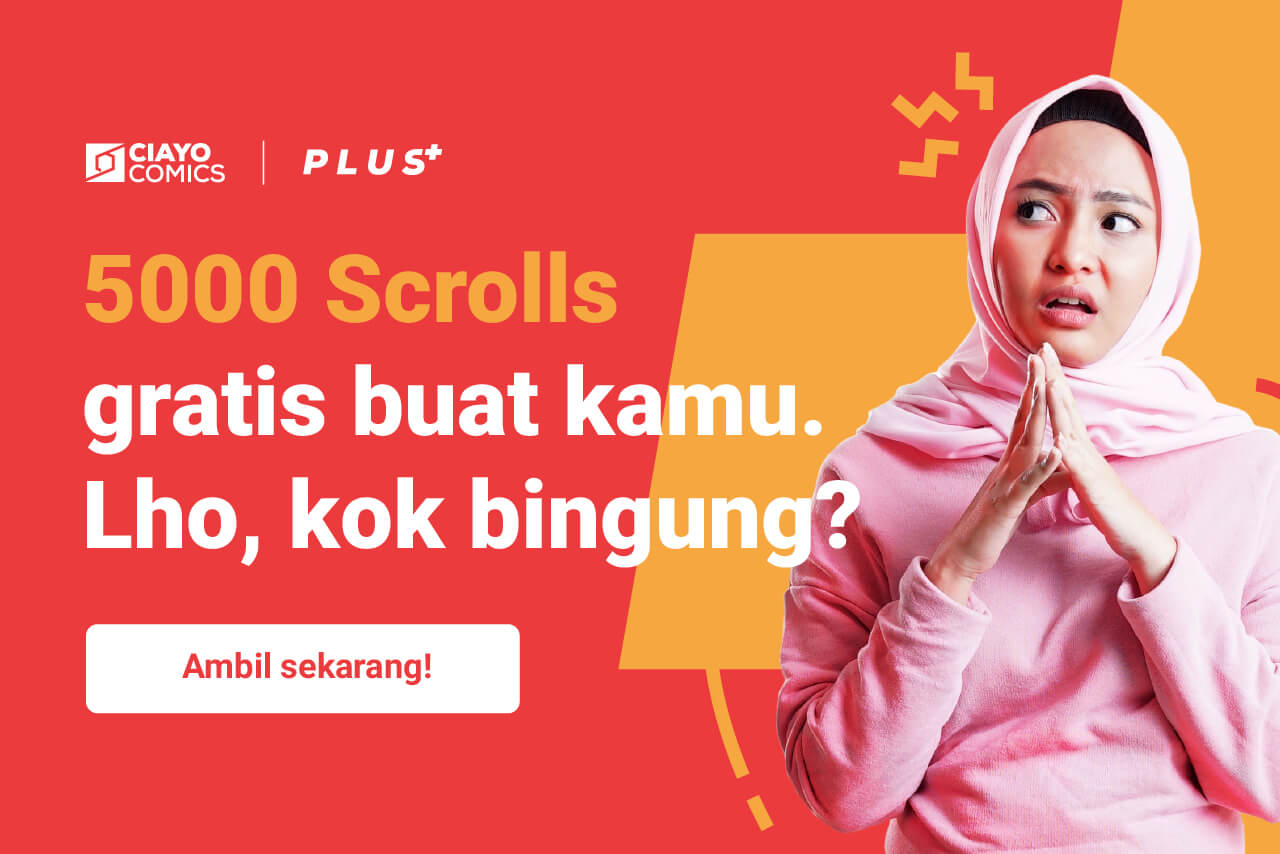 CIAYO
COMICS
PLUS+
5000 Scrolls
gratis buat kamu.
Lho, kok bingung?
Ambil sekarang!